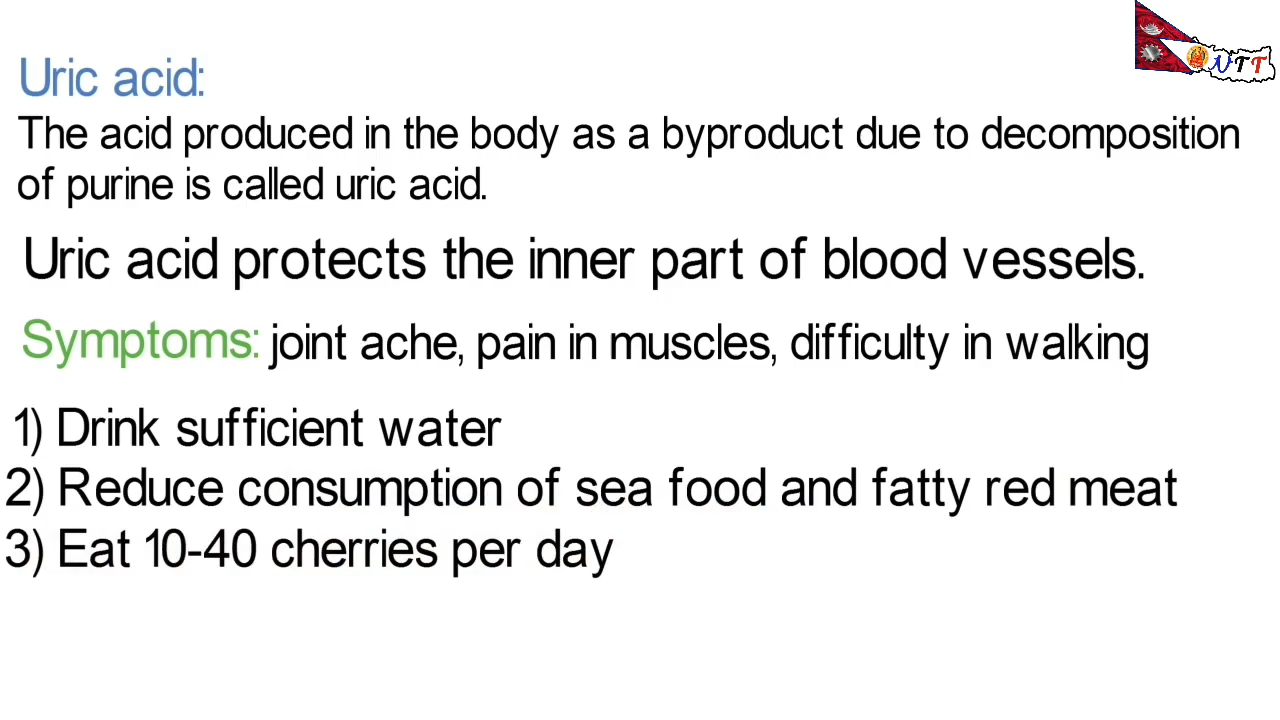 NTT
Uric acid:
The acid produced in the body as a byproduct due to decomposition
of purine is called uric acid.
Uric acid protects the inner part of blood vessels.
Symptoms: joint ache, pain in muscles, difficulty in walking
1) Drink sufficient water
2) Reduce consumption of sea food and fatty red meat
3) Eat 10-40 cherries per day